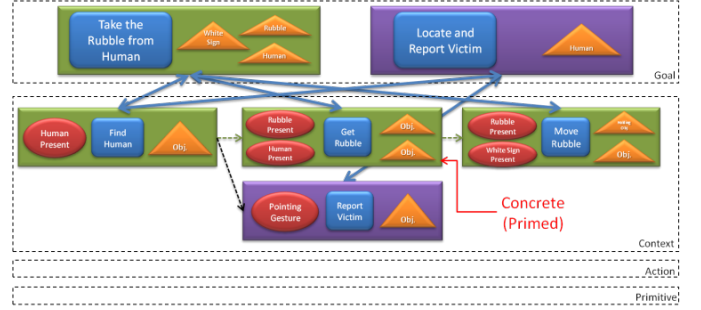 Take the
Rubble from
Human
White
Sign
Rubble
Human
Locate and
Report Victim
Human
Goal
Human
Present
Find
Human
Obj.
Rubble
Present
Human
Present
Get
Rubble
Obj.
Obj.
Rubble
Present
White Sign
Present
Move
Rubble
Obj.
Pointing
Gesture
Report
Victim
Obj.
Concrete
(Primed)
Context
Action
Primitive